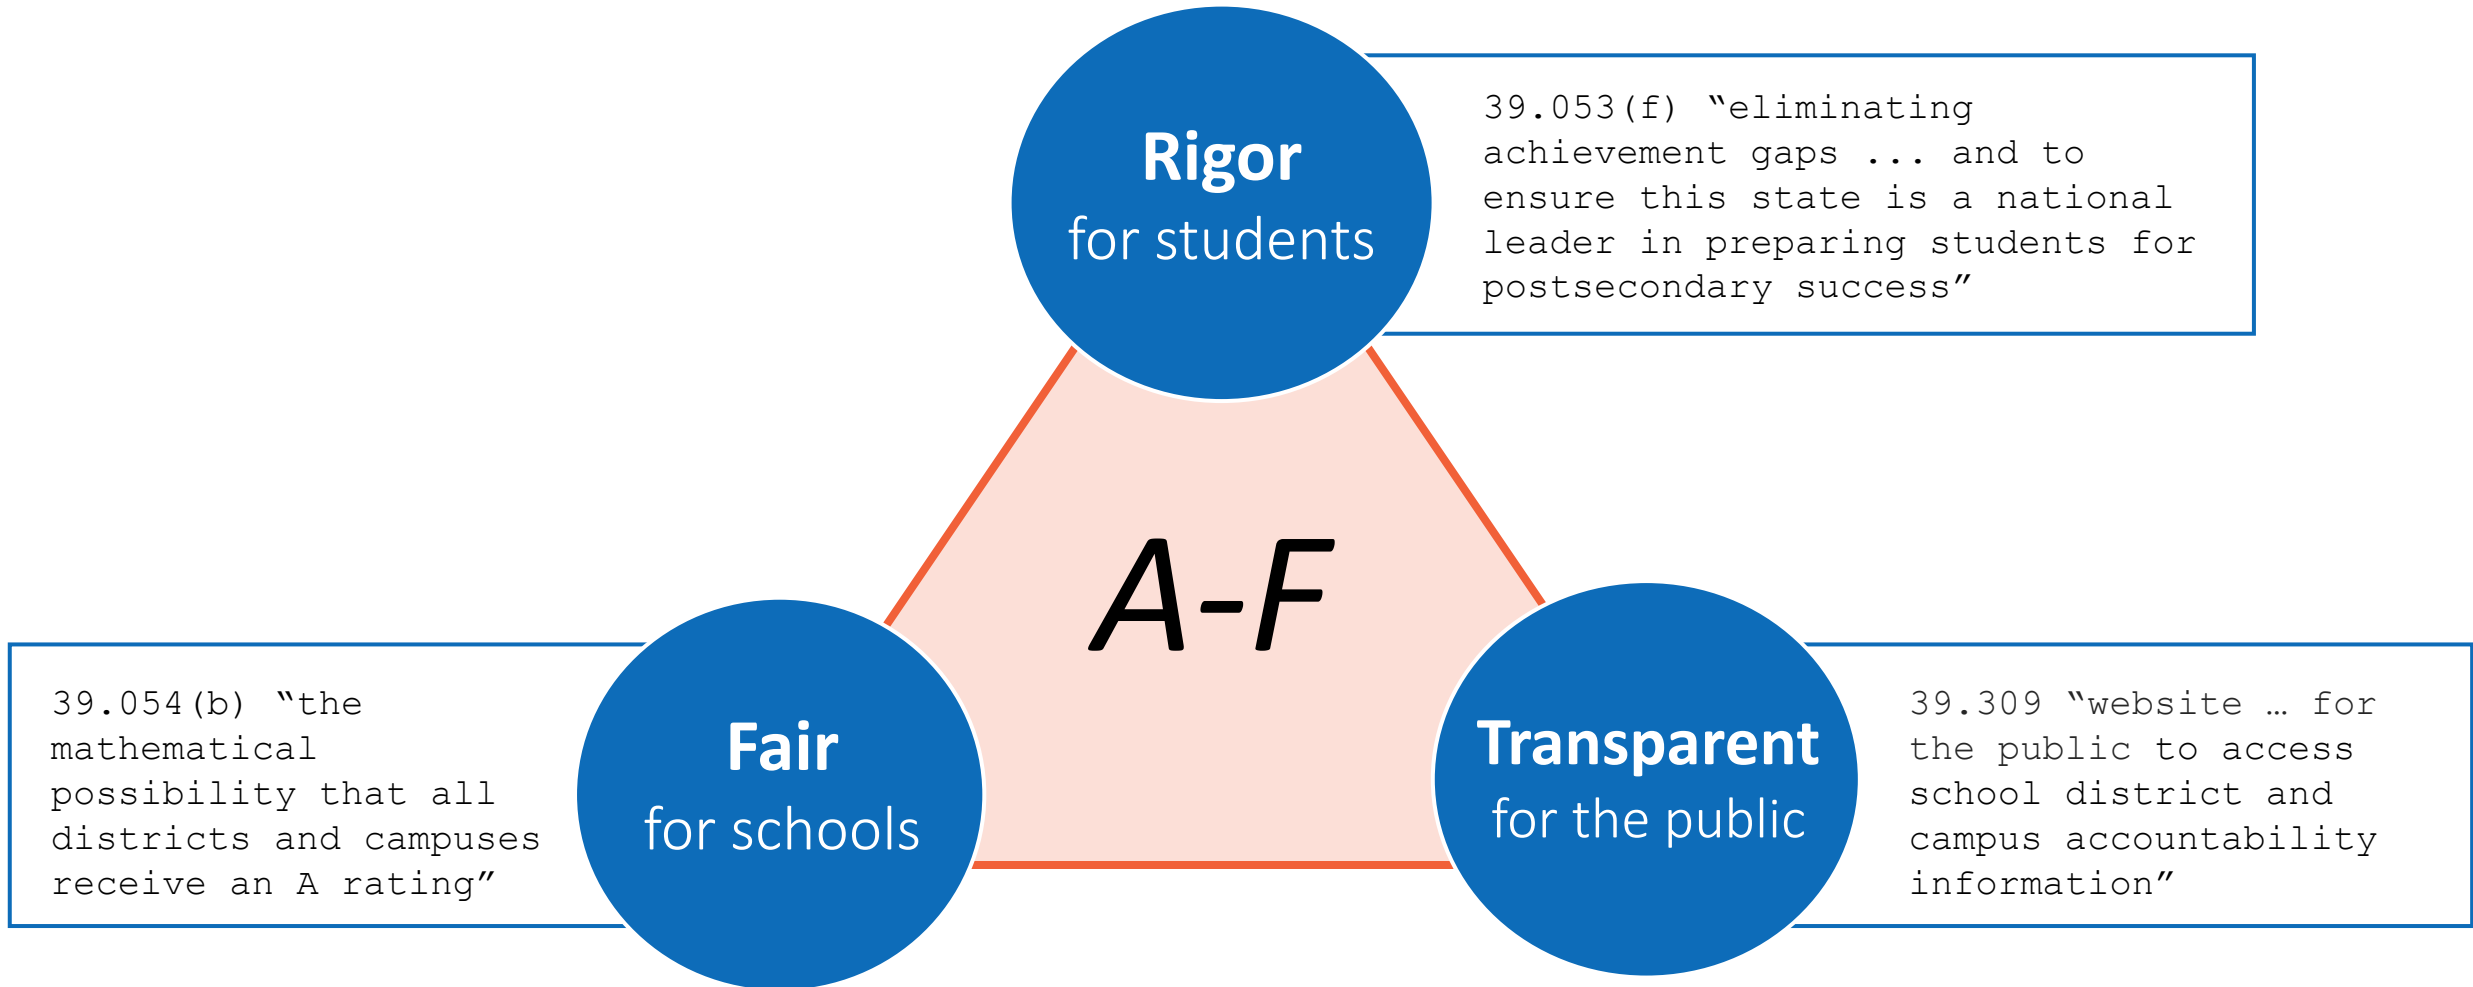 Rigor
for students
39.053(f) “eliminating
achievement gaps ... and to
ensure this state is a national
leader in preparing students for
postsecondary success”
A-F
39.054(b) “the
mathematical
possibility that all
districts and campuses
receive an A rating”
Fair
for schools
Transparent
for the public
39.309 “website … for
the public to access
school district and
campus accountability
information”